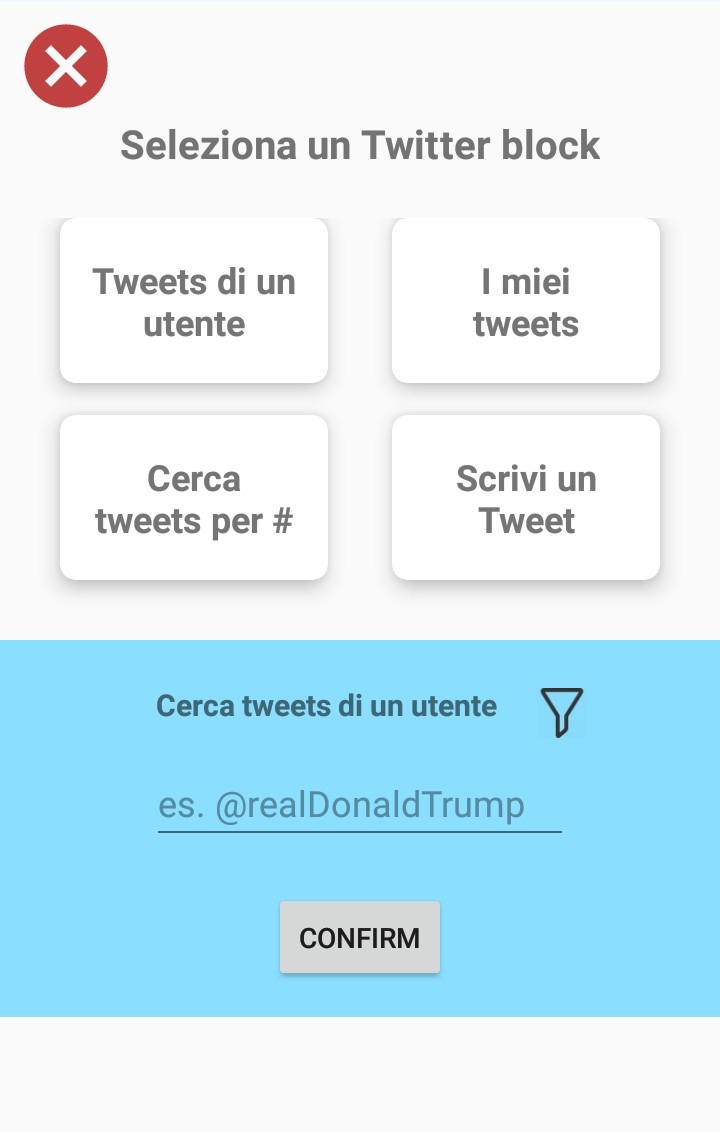 Seleziona un Twitter block
Tweets di un
utente
I miei
tweets
Cerca
tweets per #
Scrivi un
Tweet
Cerca tweets di un utente
es. @realDonaldTrump
CONFIRM